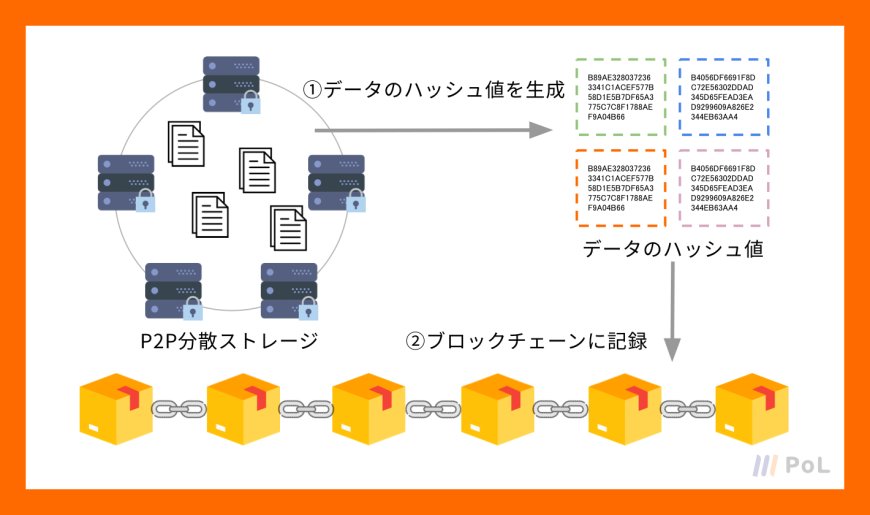 ①データのハッシュ値を生成
B89AE328037236
3341C1ACEF577B
58D1E5B7DF65A3
775C7C8F1788AE
F9A04B66
B4056DF6691F8D
C72E56302DDAD
345D65FEAD3EA
D9299609A826E2
344EB63AA4
B89AE328037236
3341C1ACEF577B
58D1E5B7DF65A3
775C7C8F1788AE
F9A04B66
B4056DF6691F8D
C72E56302DDAD
345D65FEAD3EA
D9299609A826E2
344EB63AA4
データのハッシュ値
P2P分散ストレージ
②ブロックチェーンに記録
PoL